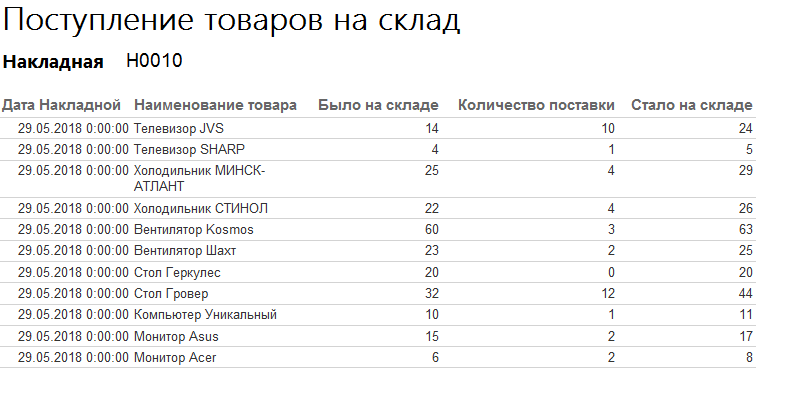 Поступление товаров на склад
Накладная Н0010
Дата Накладной Наименование товара Было на складе Количество поставки Стало на складе
29.05.2018 0:00:00 Телевизор JVS 14 10 24
29.05.2018 0:00:00 Телевизор SHARP 4 1 5
29.05.2018 0:00:00 Холодильник МИНСК- 25 4 29
АТЛАНТ
29.05.2018 0:00:00 Холодильник СТИНОЛ 22 4 26
29.05.2018 0:00:00 Вентилятор Kosmos 60 3 63
29.05.2018 0:00:00 Вентилятор Шахт 23 2 25
29.05.2018 0:00:00 Стол Геркулес 20 0 20
29.05.2018 0:00:00 Стол Гровер 32 12 44
29.05.2018 0:00:00 Компьютер Уникальный 10 1 11
29.05.2018 0:00:00 Монитор Asus 15 2 17
29.05.2018 0:00:00 Монитор Acer 6 2 8